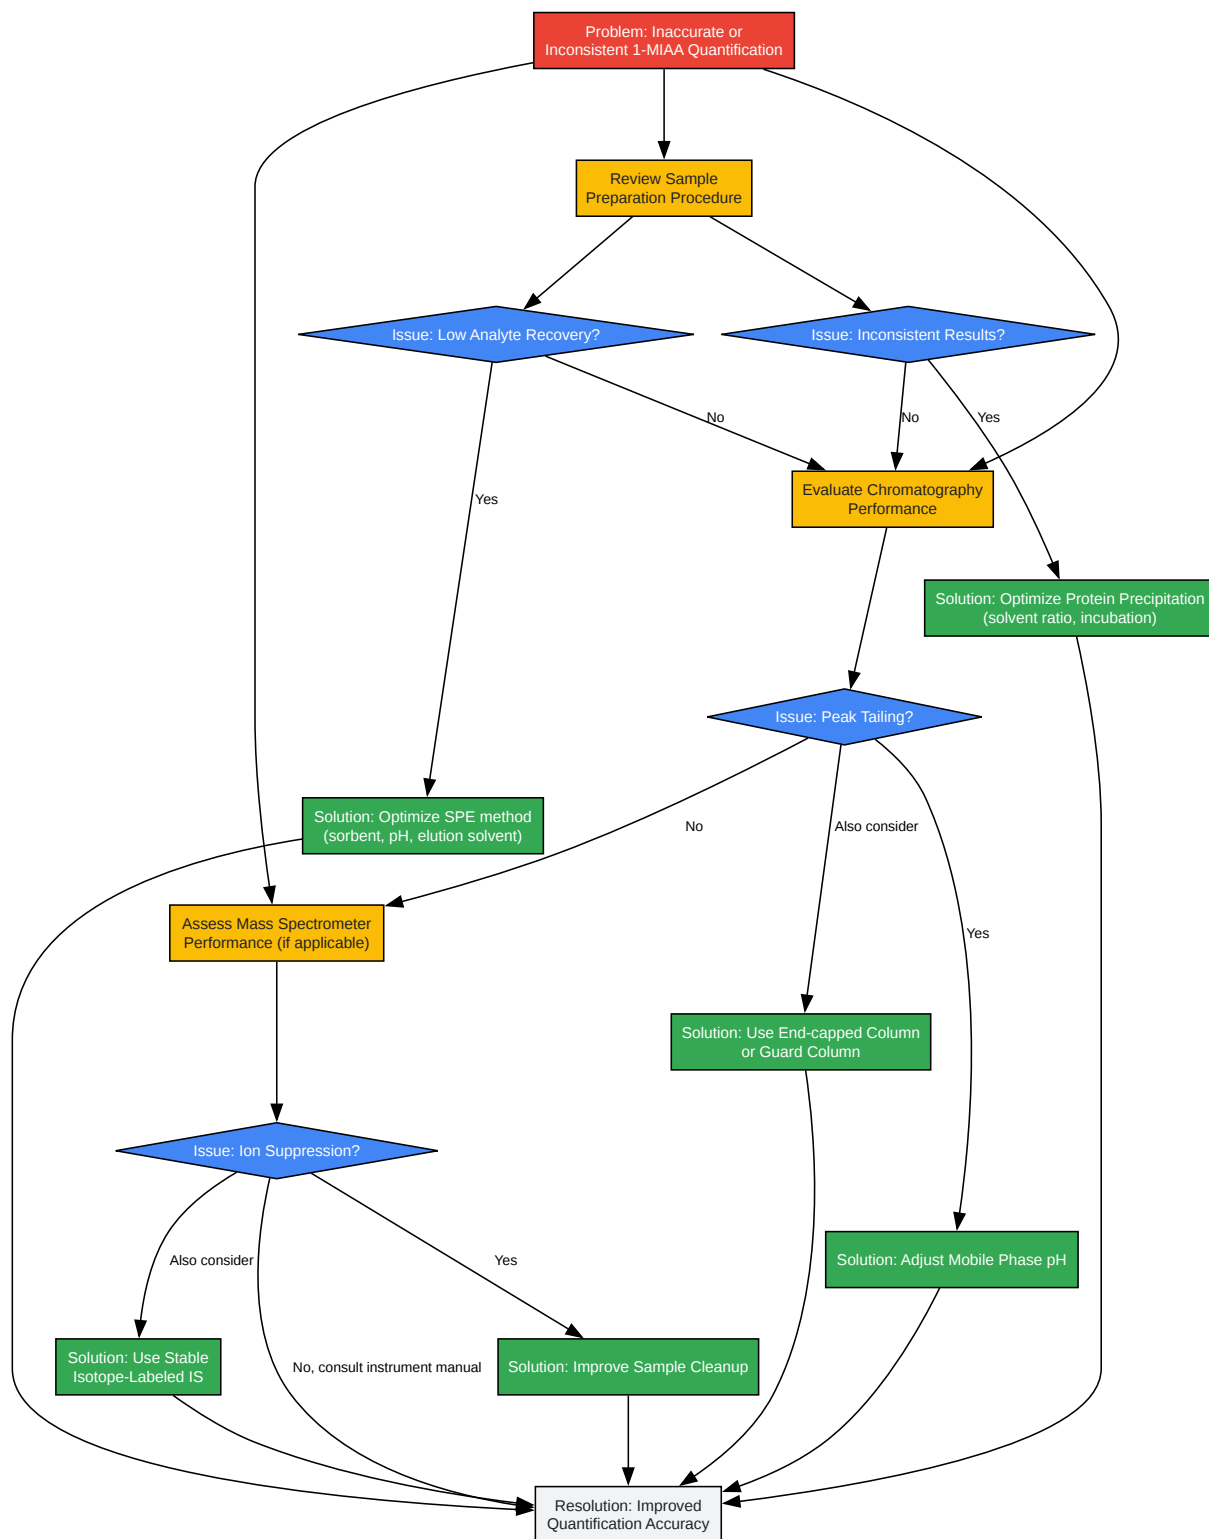 Problem: Inaccurate or
Inconsistent 1-MIAA Quantification
Review Sample
Preparation Procedure
Issue: Low Analyte Recovery?
Issue: Inconsistent Results?
No
No
Yes
Evaluate Chromatography
Performance
Yes
Solution: Optimize Protein Precipitation
(solvent ratio, incubation)
Issue: Peak Tailing?
Solution: Optimize SPE method
(sorbent, pH, elution solvent)
No
Also consider
Assess Mass Spectrometer
Performance (if applicable)
Yes
Solution: Use End-capped Column
or Guard Column
Issue: Ion Suppression?
Also consider
Yes
Solution: Adjust Mobile Phase pH
Solution: Use Stable
Isotope-Labeled IS
No, consult instrument manual
Solution: Improve Sample Cleanup
Resolution: Improved
Quantification Accuracy